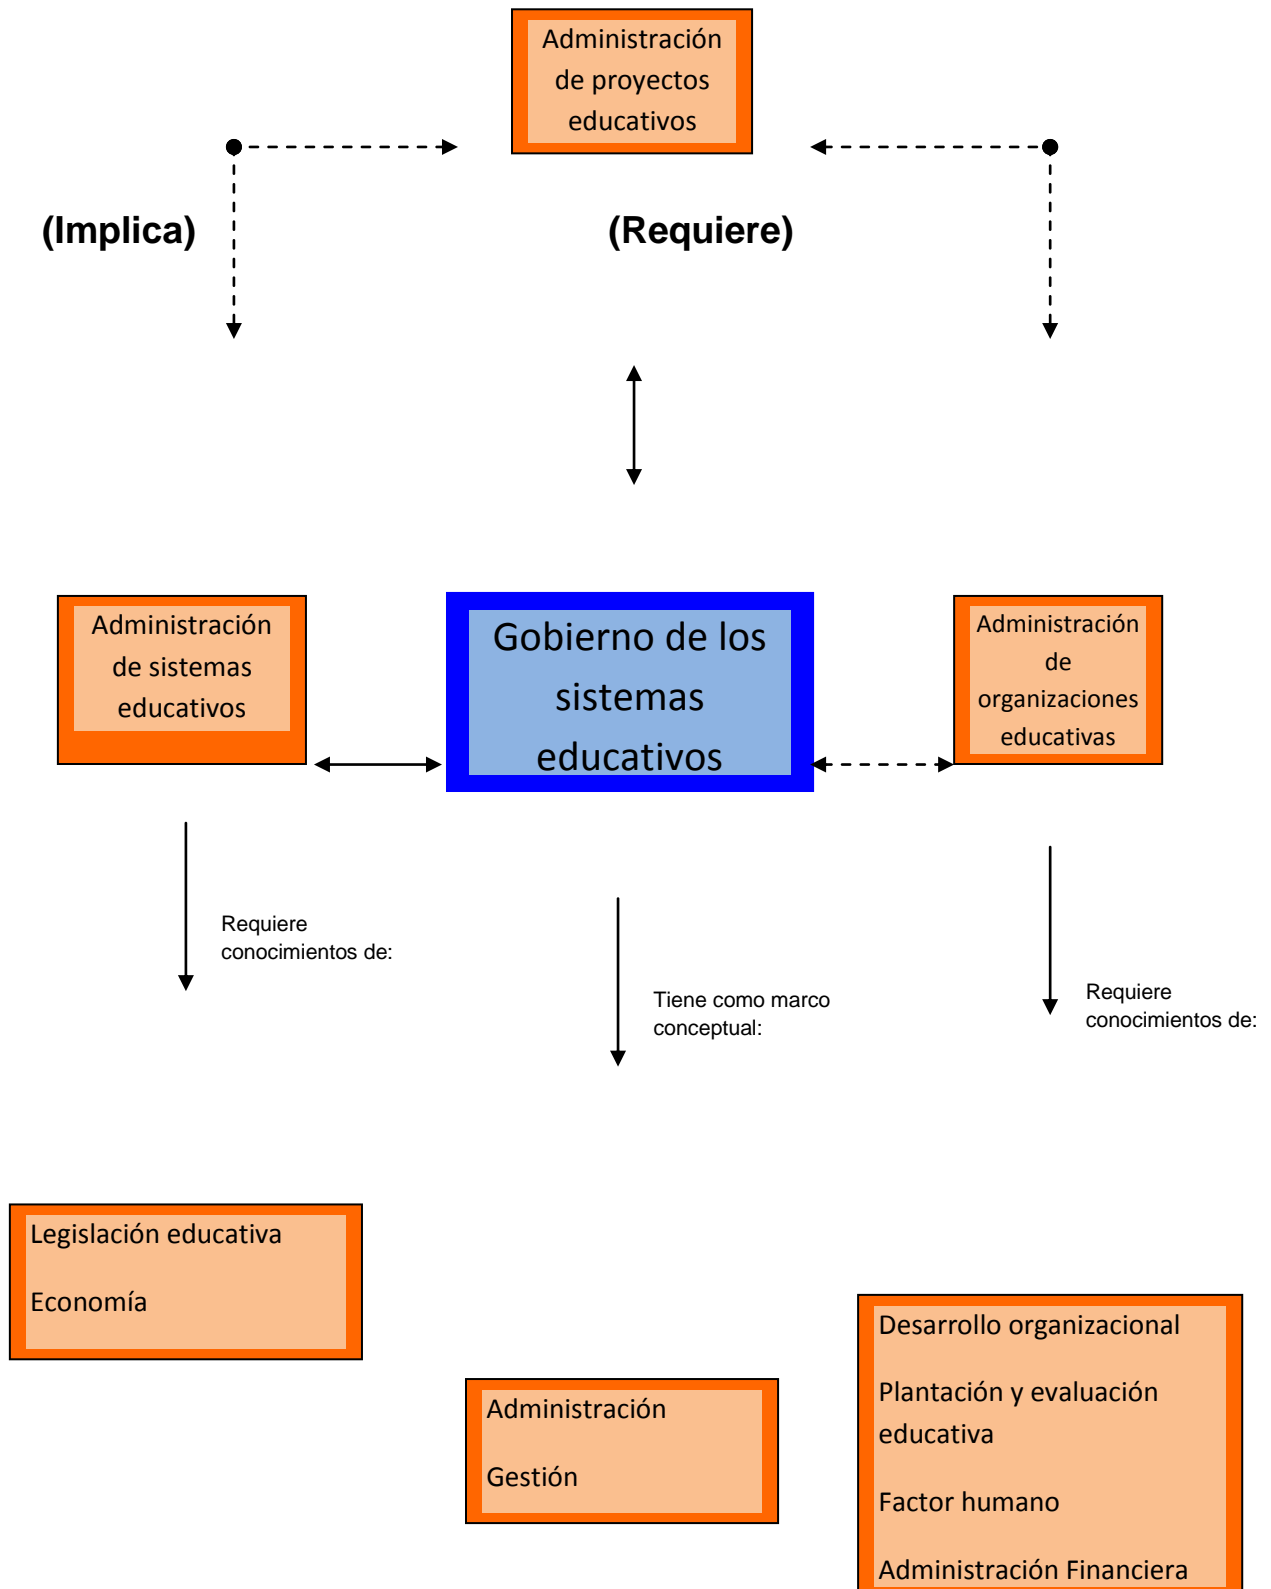 Administración
de proyectos
educativos
(Implica)
(Requiere)
Administración
de sistemas
educativos
Gobierno de los
sistemas
educativos
Administración
de
organizaciones
educativas
Requiere
conocimientos de:
Tiene como marco
conceptual:
Requiere
conocimientos de:
Legislación educativa
Economía
Administración
Gestión
Desarrollo organizacional
Plantación y evaluación
educativa
Factor humano
Administración Financiera